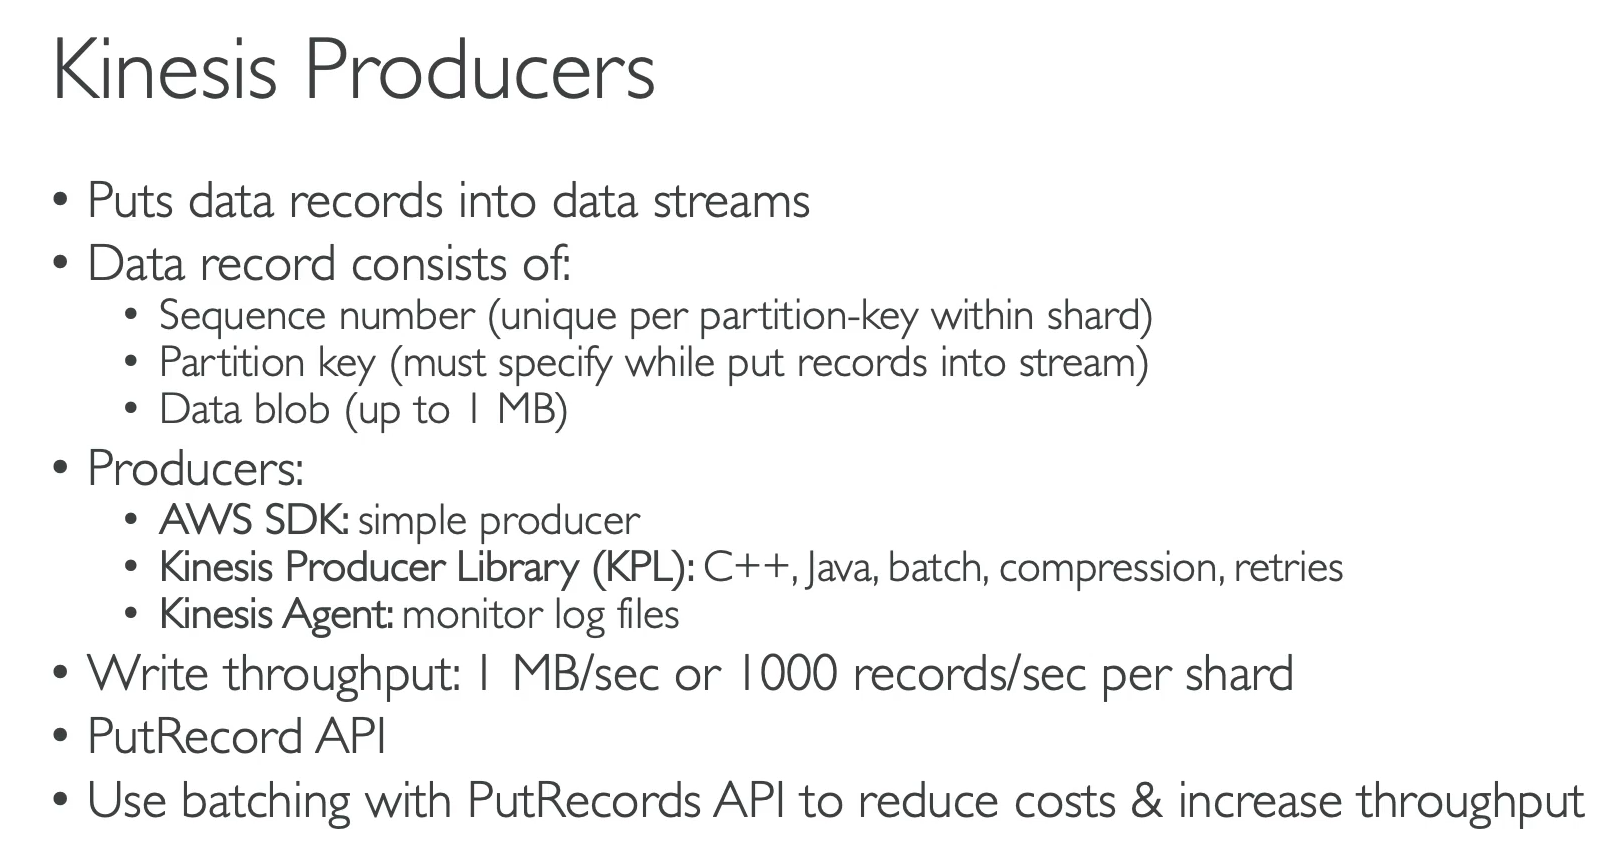 Kinesis Producers
• Puts data records into data streams
• Data record consists of:
• Sequence number (unique per partition-key within shard)
• Partition key (must specify while put records into stream)
• Data blob (up to 1 MB)
• Producers:
• AWS SDK: simple producer
• Kinesis Producer Library (KPL): C++, Java, batch, compression, retries
• Kinesis Agent: monitor log files
• Write throughput: 1 MB/sec or 1000 records/sec per shard
• PutRecord API
• Use batching with PutRecords API to reduce costs & increase throughput